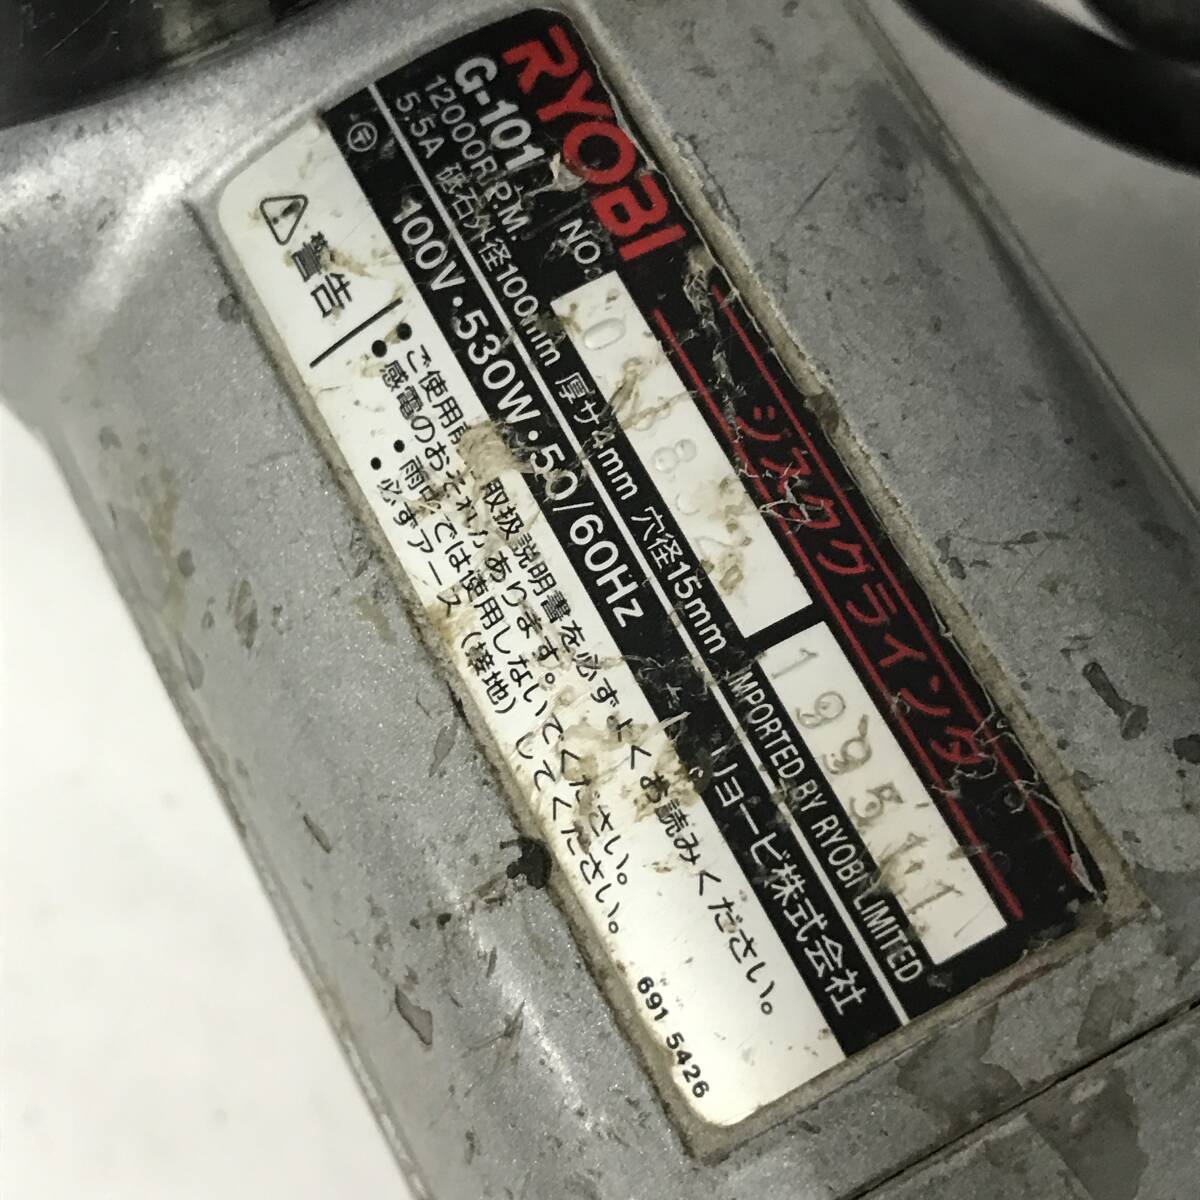 RYOBI ジスクグラインダ
G-101 NO.
199511
12000R.P.M.
5.5A 砥石外径100mm 厚サ4mm 穴径15mm IMPORTED BY RYOBI LIMITED
100V・530W・50/60Hz リョービ株式会社
警告
・ご使用前 取扱説明書を必ずよくお読みください。
・感電のおそれがあります。
・雨中では使用しないでください。
・必ずアース(接地)してください。
691 5426